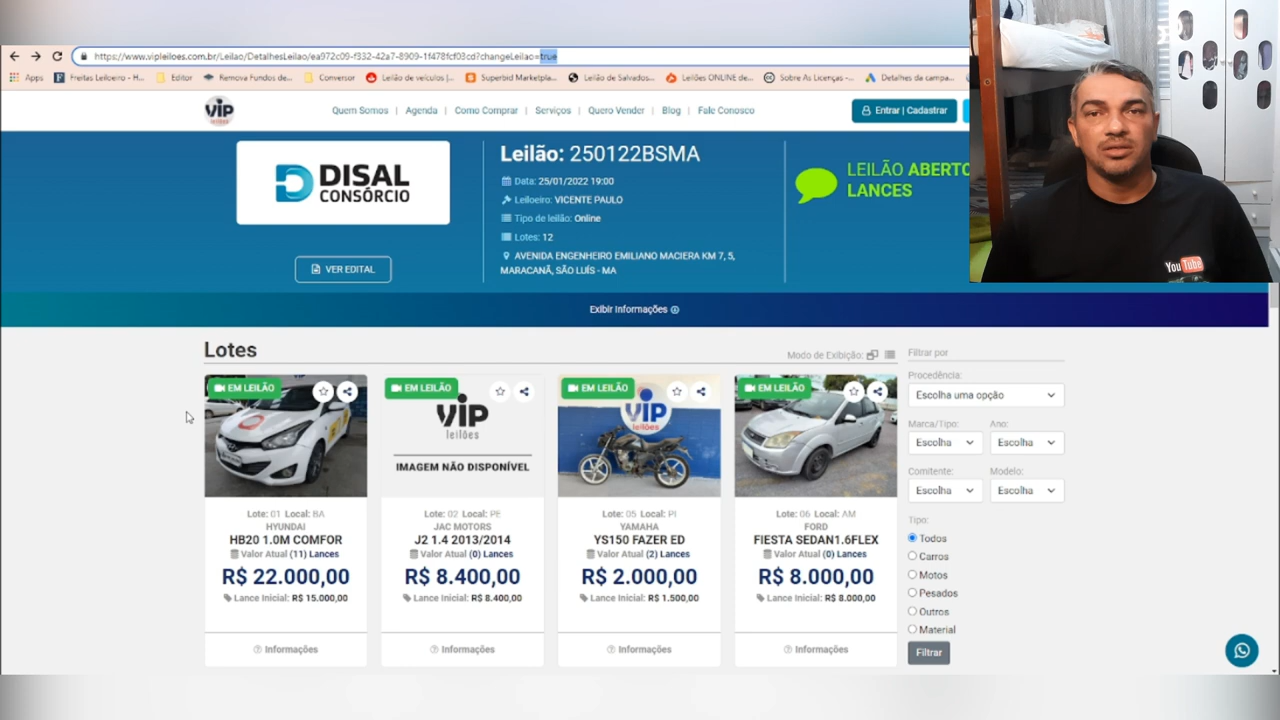 https://www.vipleiloes.com.br/Leilao/DetalhesLeilao/ea972c09-f332-42a7-8909-1f478fcf03cd?changeLeilao=true
Apps Freitas Leiloeiro - H... Editor Remova Fundos de... Conversor Leilão de veículos |... Superbid Marketpla... Leilão de Salvados... Leilões ONLINE de... Sobre As Licenças -... Detalhes da campa...
VIP leilões
Quem Somos | Agenda | Como Comprar | Serviços | Quero Vender | Blog | Fale Conosco
Entrar | Cadastrar
DISAL
CONSÓRCIO
VER EDITAL
Leilão: 250122BSMA
Data: 25/01/2022 19:00
Leiloeiro: VICENTE PAULO
Tipo de leilão: Online
Lotes: 12
AVENIDA ENGENHEIRO EMILIANO MACIERA KM 7, 5,
MARACANÃ, SÃO LUÍS - MA
LEILÃO ABERTO
LANCES
YouTube
Exibir Informações
Lotes
Modo de Exibição:
EM LEILÃO
Lote: 01 Local: BA
HYUNDAI
HB20 1.0M COMFOR
Valor Atual (11) Lances
R$ 22.000,00
Lance Inicial: R$ 15.000,00
Informações
EM LEILÃO
VIP
leilões
IMAGEM NÃO DISPONÍVEL
Lote: 02 Local: PE
JAC MOTORS
J2 1.4 2013/2014
Valor Atual (0) Lances
R$ 8.400,00
Lance Inicial: R$ 8.400,00
Informações
EM LEILÃO
VIP
leilões
Lote: 05 Local: PI
YAMAHA
YS150 FAZER ED
Valor Atual (2) Lances
R$ 2.000,00
Lance Inicial: R$ 1.500,00
Informações
EM LEILÃO
Lote: 06 Local: AM
FORD
FIESTA SEDAN1.6FLEX
Valor Atual (0) Lances
R$ 8.000,00
Lance Inicial: R$ 8.000,00
Informações
Filtrar por
Procedência:
Escolha uma opção
Marca/Tipo: Ano:
Escolha Escolha
Comitente: Modelo:
Escolha Escolha
Tipo:
Todos
Carros
Motos
Pesados
Outros
Material
Filtrar